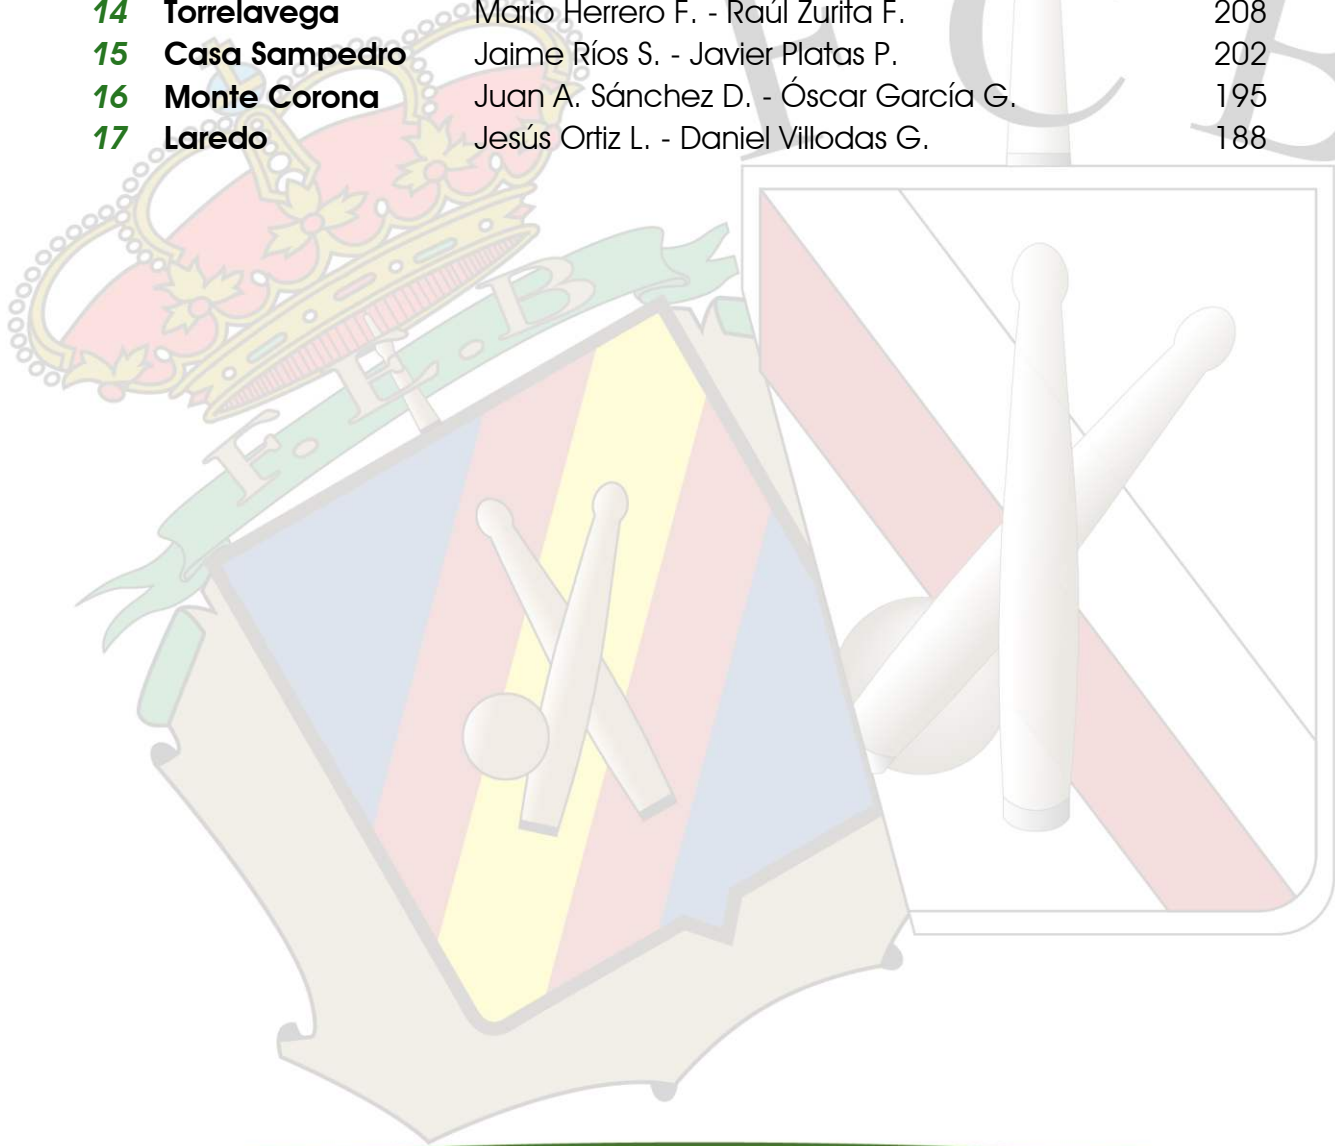 14 Torrelavega Mario Herrero F. - Raúl Zurita F. 208
15 Casa Sampedro Jaime Ríos S. - Javier Platas P. 202
16 Monte Corona Juan A. Sánchez D. - Óscar García G. 195
17 Laredo Jesús Ortiz L. - Daniel Villodas G. 188
F C B
F. E. B